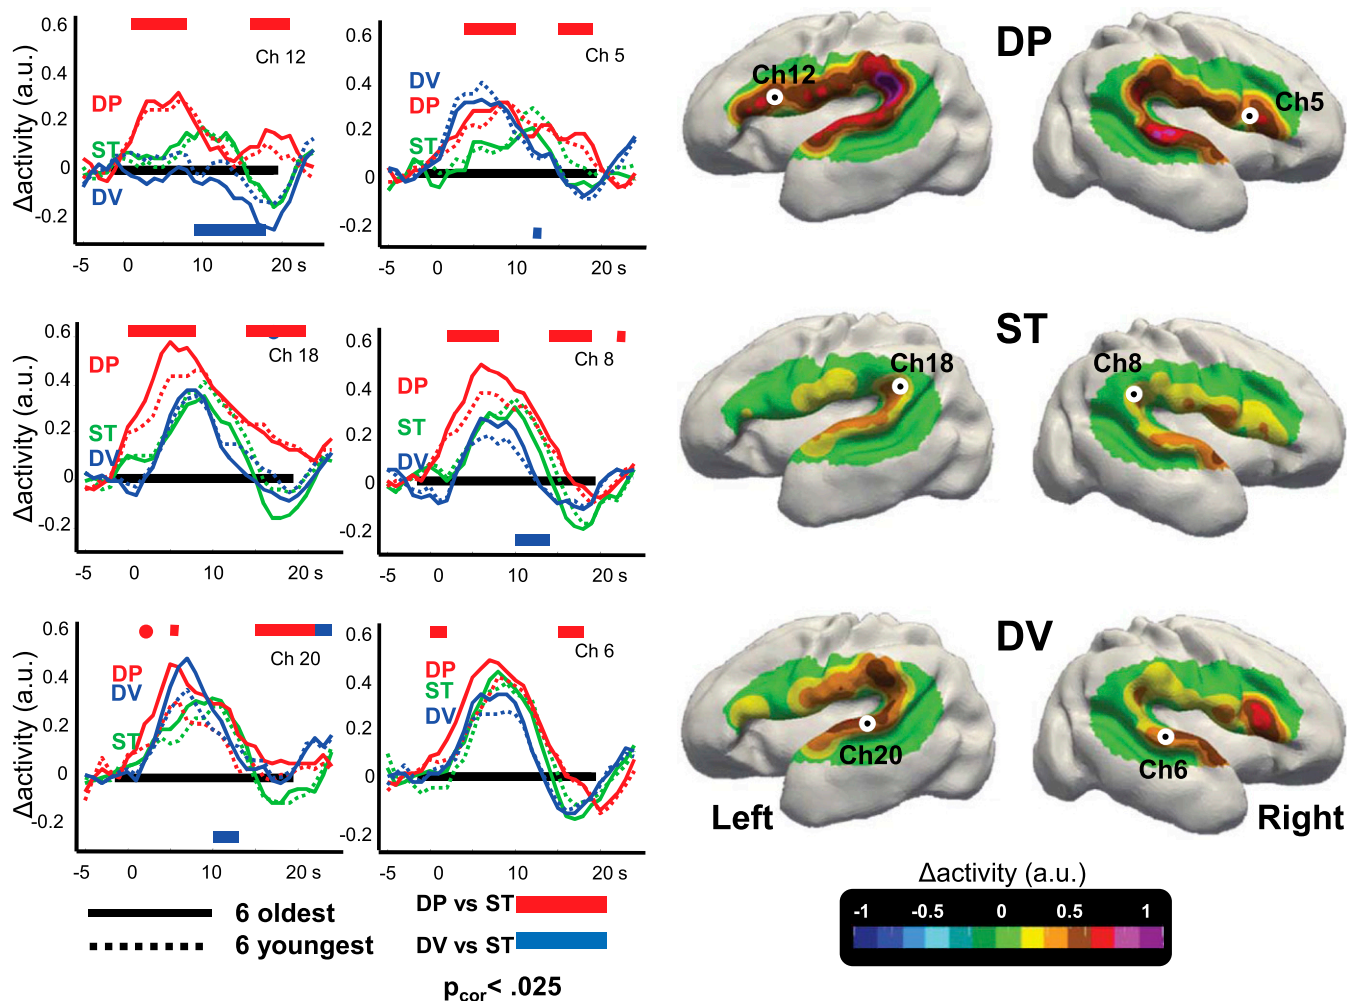 Δactivity (a.u.)
0.6
0.4
0.2
0
-0.2
Ch 12
DP
ST
DV
-5 0 10 20 s
0.6
0.4
0.2
0
-0.2
Ch 5
DV
DP
ST
-5 0 10 20 s
Δactivity (a.u.)
0.6
0.4
0.2
0
-0.2
Ch 18
DP
ST
DV
-5 0 10 20 s
0.6
0.4
0.2
0
-0.2
Ch 8
DP
ST
DV
-5 0 10 20 s
Δactivity (a.u.)
0.6
0.4
0.2
0
-0.2
Ch 20
DP
DV
ST
-5 0 10 20 s
0.6
0.4
0.2
0
-0.2
Ch 6
DP
ST
DV
-5 0 10 20 s
6 oldest
6 youngest
DP vs ST
DV vs ST
pcor< .025
DP
Ch12
Ch5
ST
Ch18
Ch8
DV
Ch20
Ch6
Left
Right
Δactivity (a.u.)
-1 -0.5 0 0.5 1